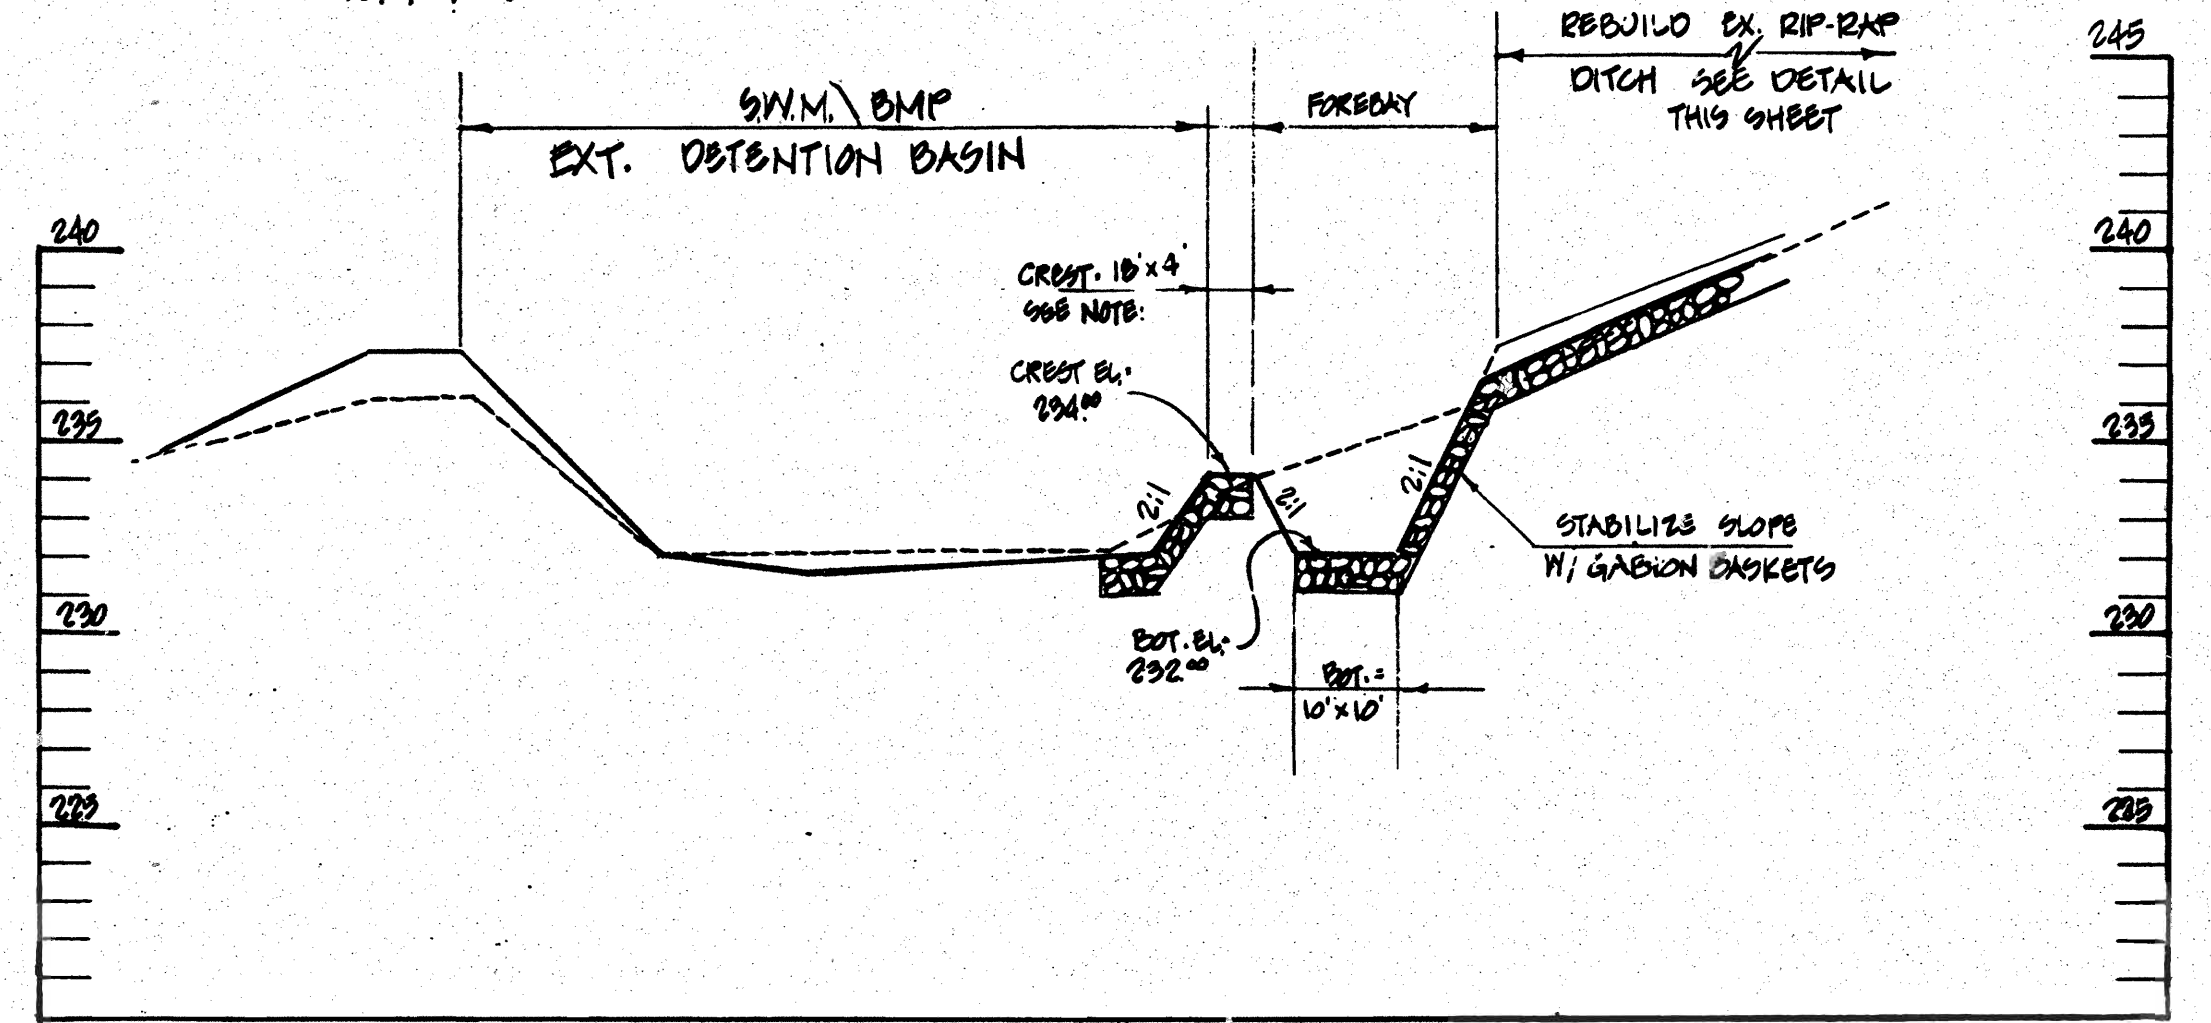 REBUILD EX. RIP-RAP
DITCH SEE DETAIL
THIS SHEET
245
S.W.M.\ BMP
EXT. DETENTION BASIN
FOREBAY
240
240
CREST. 18'x4'
SEE NOTE:
CREST EL.=
234.00
235
235
2:1
2:1
2:1
STABILIZE SLOPE
W/ GABION BASKETS
230
230
BOT. EL.=
232.00
BOT.=
10'x10'
225
225